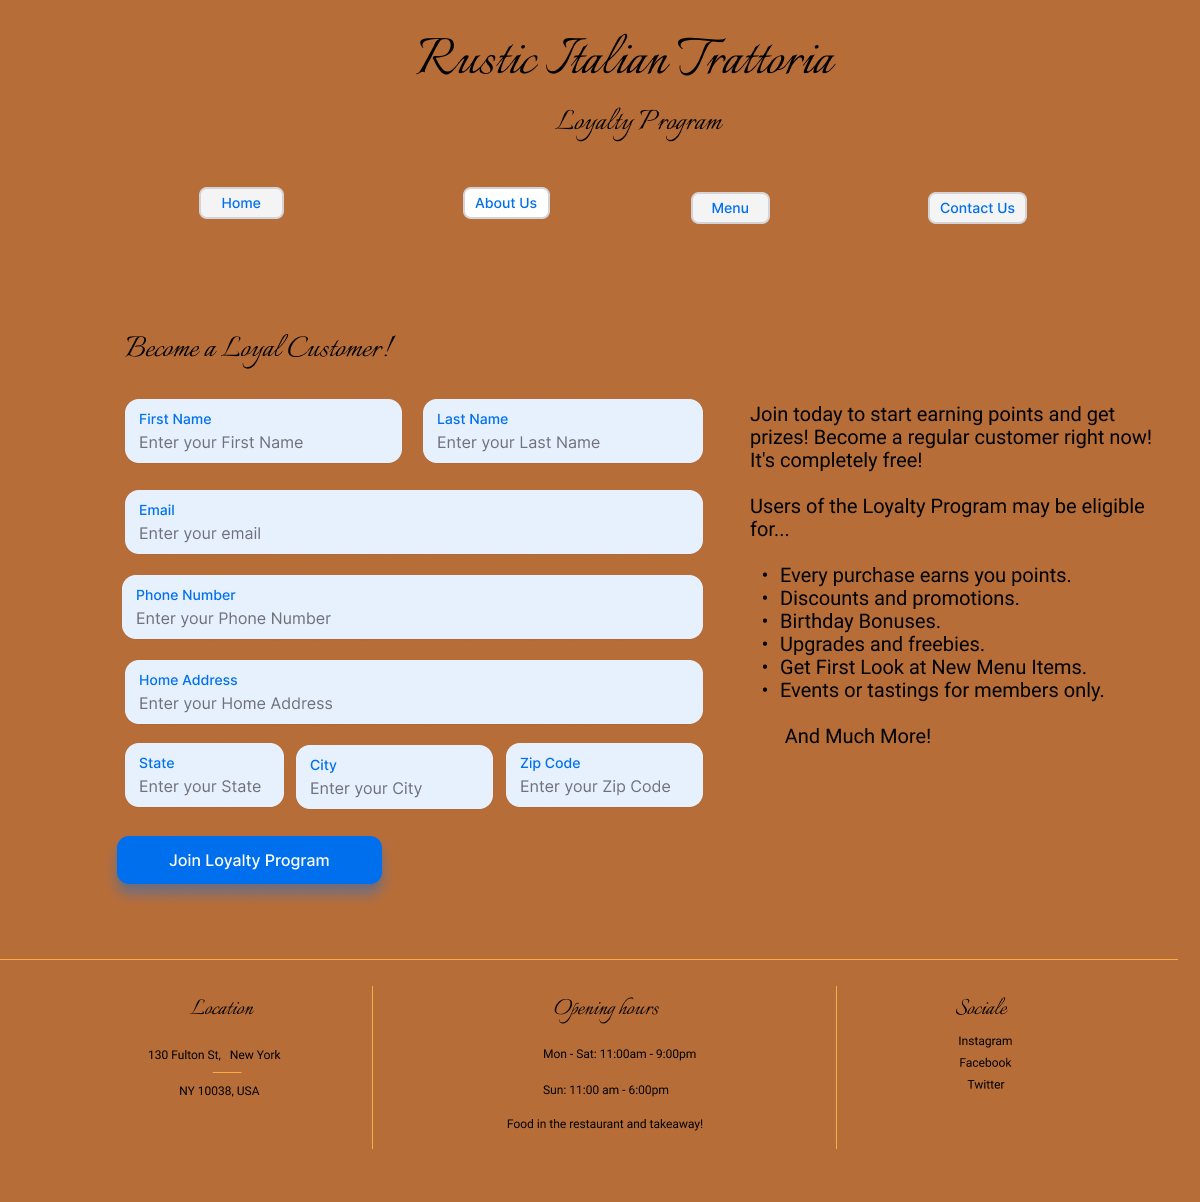 Rustic Italian Trattoria
Loyalty Program
Home
About Us
Menu
Contact Us
Become a Loyal Customer!
First Name
Enter your First Name
Last Name
Enter your Last Name
Email
Enter your email
Phone Number
Enter your Phone Number
Home Address
Enter your Home Address
State
Enter your State
City
Enter your City
Zip Code
Enter your Zip Code
Join Loyalty Program
Join today to start earning points and get
prizes! Become a regular customer right now!
It's completely free!
Users of the Loyalty Program may be eligible
for...
• Every purchase earns you points.
• Discounts and promotions.
• Birthday Bonuses.
• Upgrades and freebies.
• Get First Look at New Menu Items.
• Events or tastings for members only.
And Much More!
Location
130 Fulton St, New York
NY 10038, USA
Opening hours
Mon - Sat: 11:00am - 9:00pm
Sun: 11:00 am - 6:00pm
Food in the restaurant and takeaway!
Sociale
Instagram
Facebook
Twitter